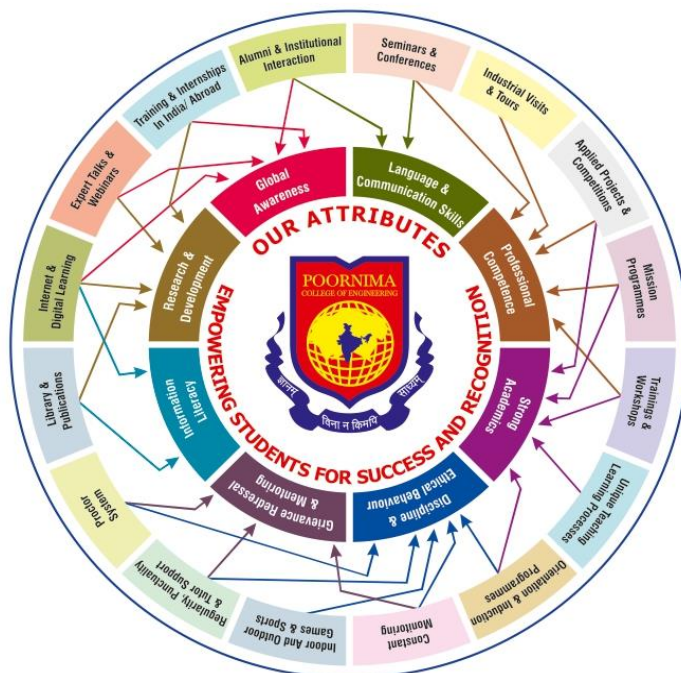 Alumni & Institutional
Interaction
Seminars &
Conferences
Industrial Visits
& Tours
Applied Projects &
Competitions
Mission
Programmes
Trainings &
Workshops
Unique Teaching
Learning Processes
Orientation & Induction
Programmes
Constant
Monitoring
Indoor And Outdoor
Games & Sports
Regularity, Punctuality
& Tutor Support
Proctor
System
Library &
Publications
Internet &
Digital Learning
Expert Talks &
Webinars
Training & Internships
In India/ Abroad
Global
Awareness
Language &
Communication Skills
Professional
Competence
Strong
Academics
Discipline &
Ethical Behaviour
Grievance Redressal
& Mentoring
Information
Literacy
Research &
Development
OUR ATTRIBUTES
EMPOWERING STUDENTS FOR SUCCESS AND RECOGNITION
POORNIMA
COLLEGE OF ENGINEERING
ज्ञानम् विना न किमपि साध्यम्